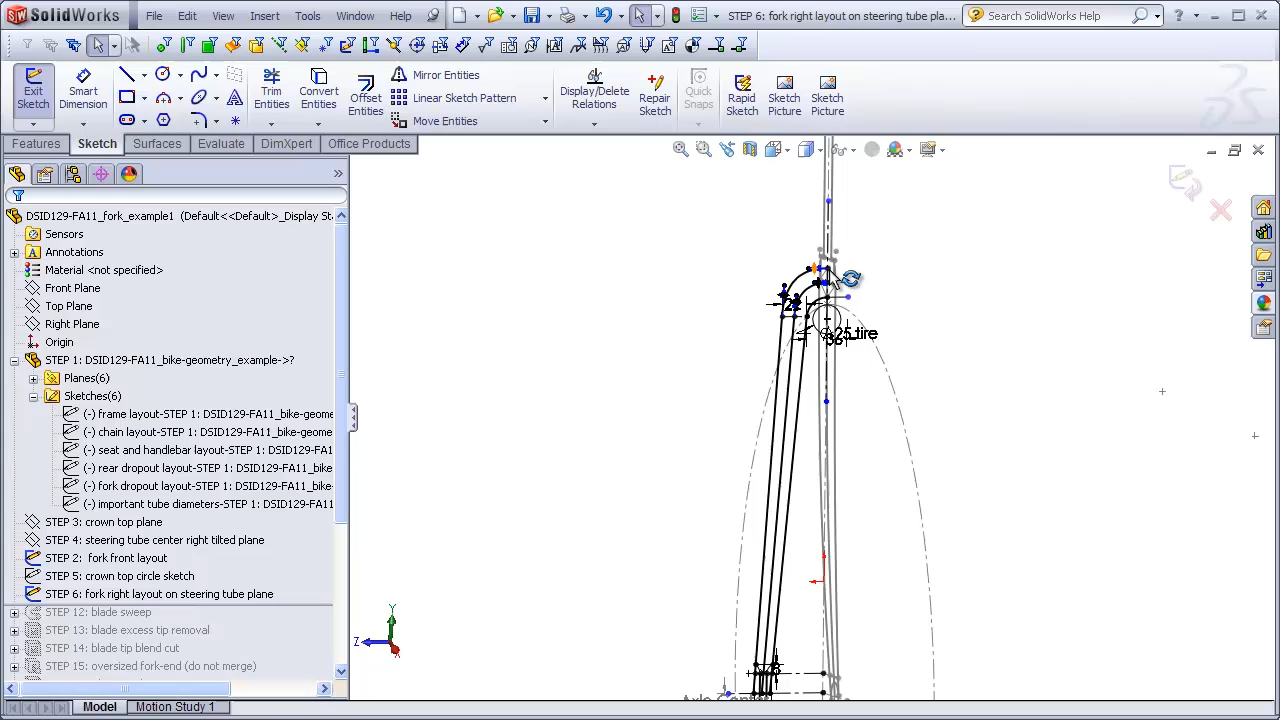 SolidWorks
File Edit View Insert Tools Window Help
STEP 6: fork right layout on steering tube pla...
Search SolidWorks Help
Exit Sketch
Smart Dimension
Trim Entities
Convert Entities
Offset Entities
Mirror Entities
Linear Sketch Pattern
Move Entities
Display/Delete Relations
Repair Sketch
Quick Snaps
Rapid Sketch
Sketch Picture
Sketch Picture
Features Sketch Surfaces Evaluate DimXpert Office Products
DSID129-FA11_fork_example1 (Default<<Default>_Display St
Sensors
Annotations
Material <not specified>
Front Plane
Top Plane
Right Plane
Origin
STEP 1: DSID129-FA11_bike-geometry_example->?
Planes(6)
Sketches(6)
(-) frame layout-STEP 1: DSID129-FA11_bike-geome
(-) chain layout-STEP 1: DSID129-FA11_bike-geome
(-) seat and handlebar layout-STEP 1: DSID129-FA1
(-) rear dropout layout-STEP 1: DSID129-FA11_bik
(-) fork dropout layout-STEP 1: DSID129-FA11_bike
(-) important tube diameters-STEP 1: DSID129-FA11
STEP 3: crown top plane
STEP 4: steering tube center right tilted plane
STEP 2: fork front layout
STEP 5: crown top circle sketch
STEP 6: fork right layout on steering tube plane
STEP 12: blade sweep
STEP 13: blade excess tip removal
STEP 14: blade tip blend cut
STEP 15: oversized fork-end (do not merge)
Model Motion Study 1
36
Y
Z
X